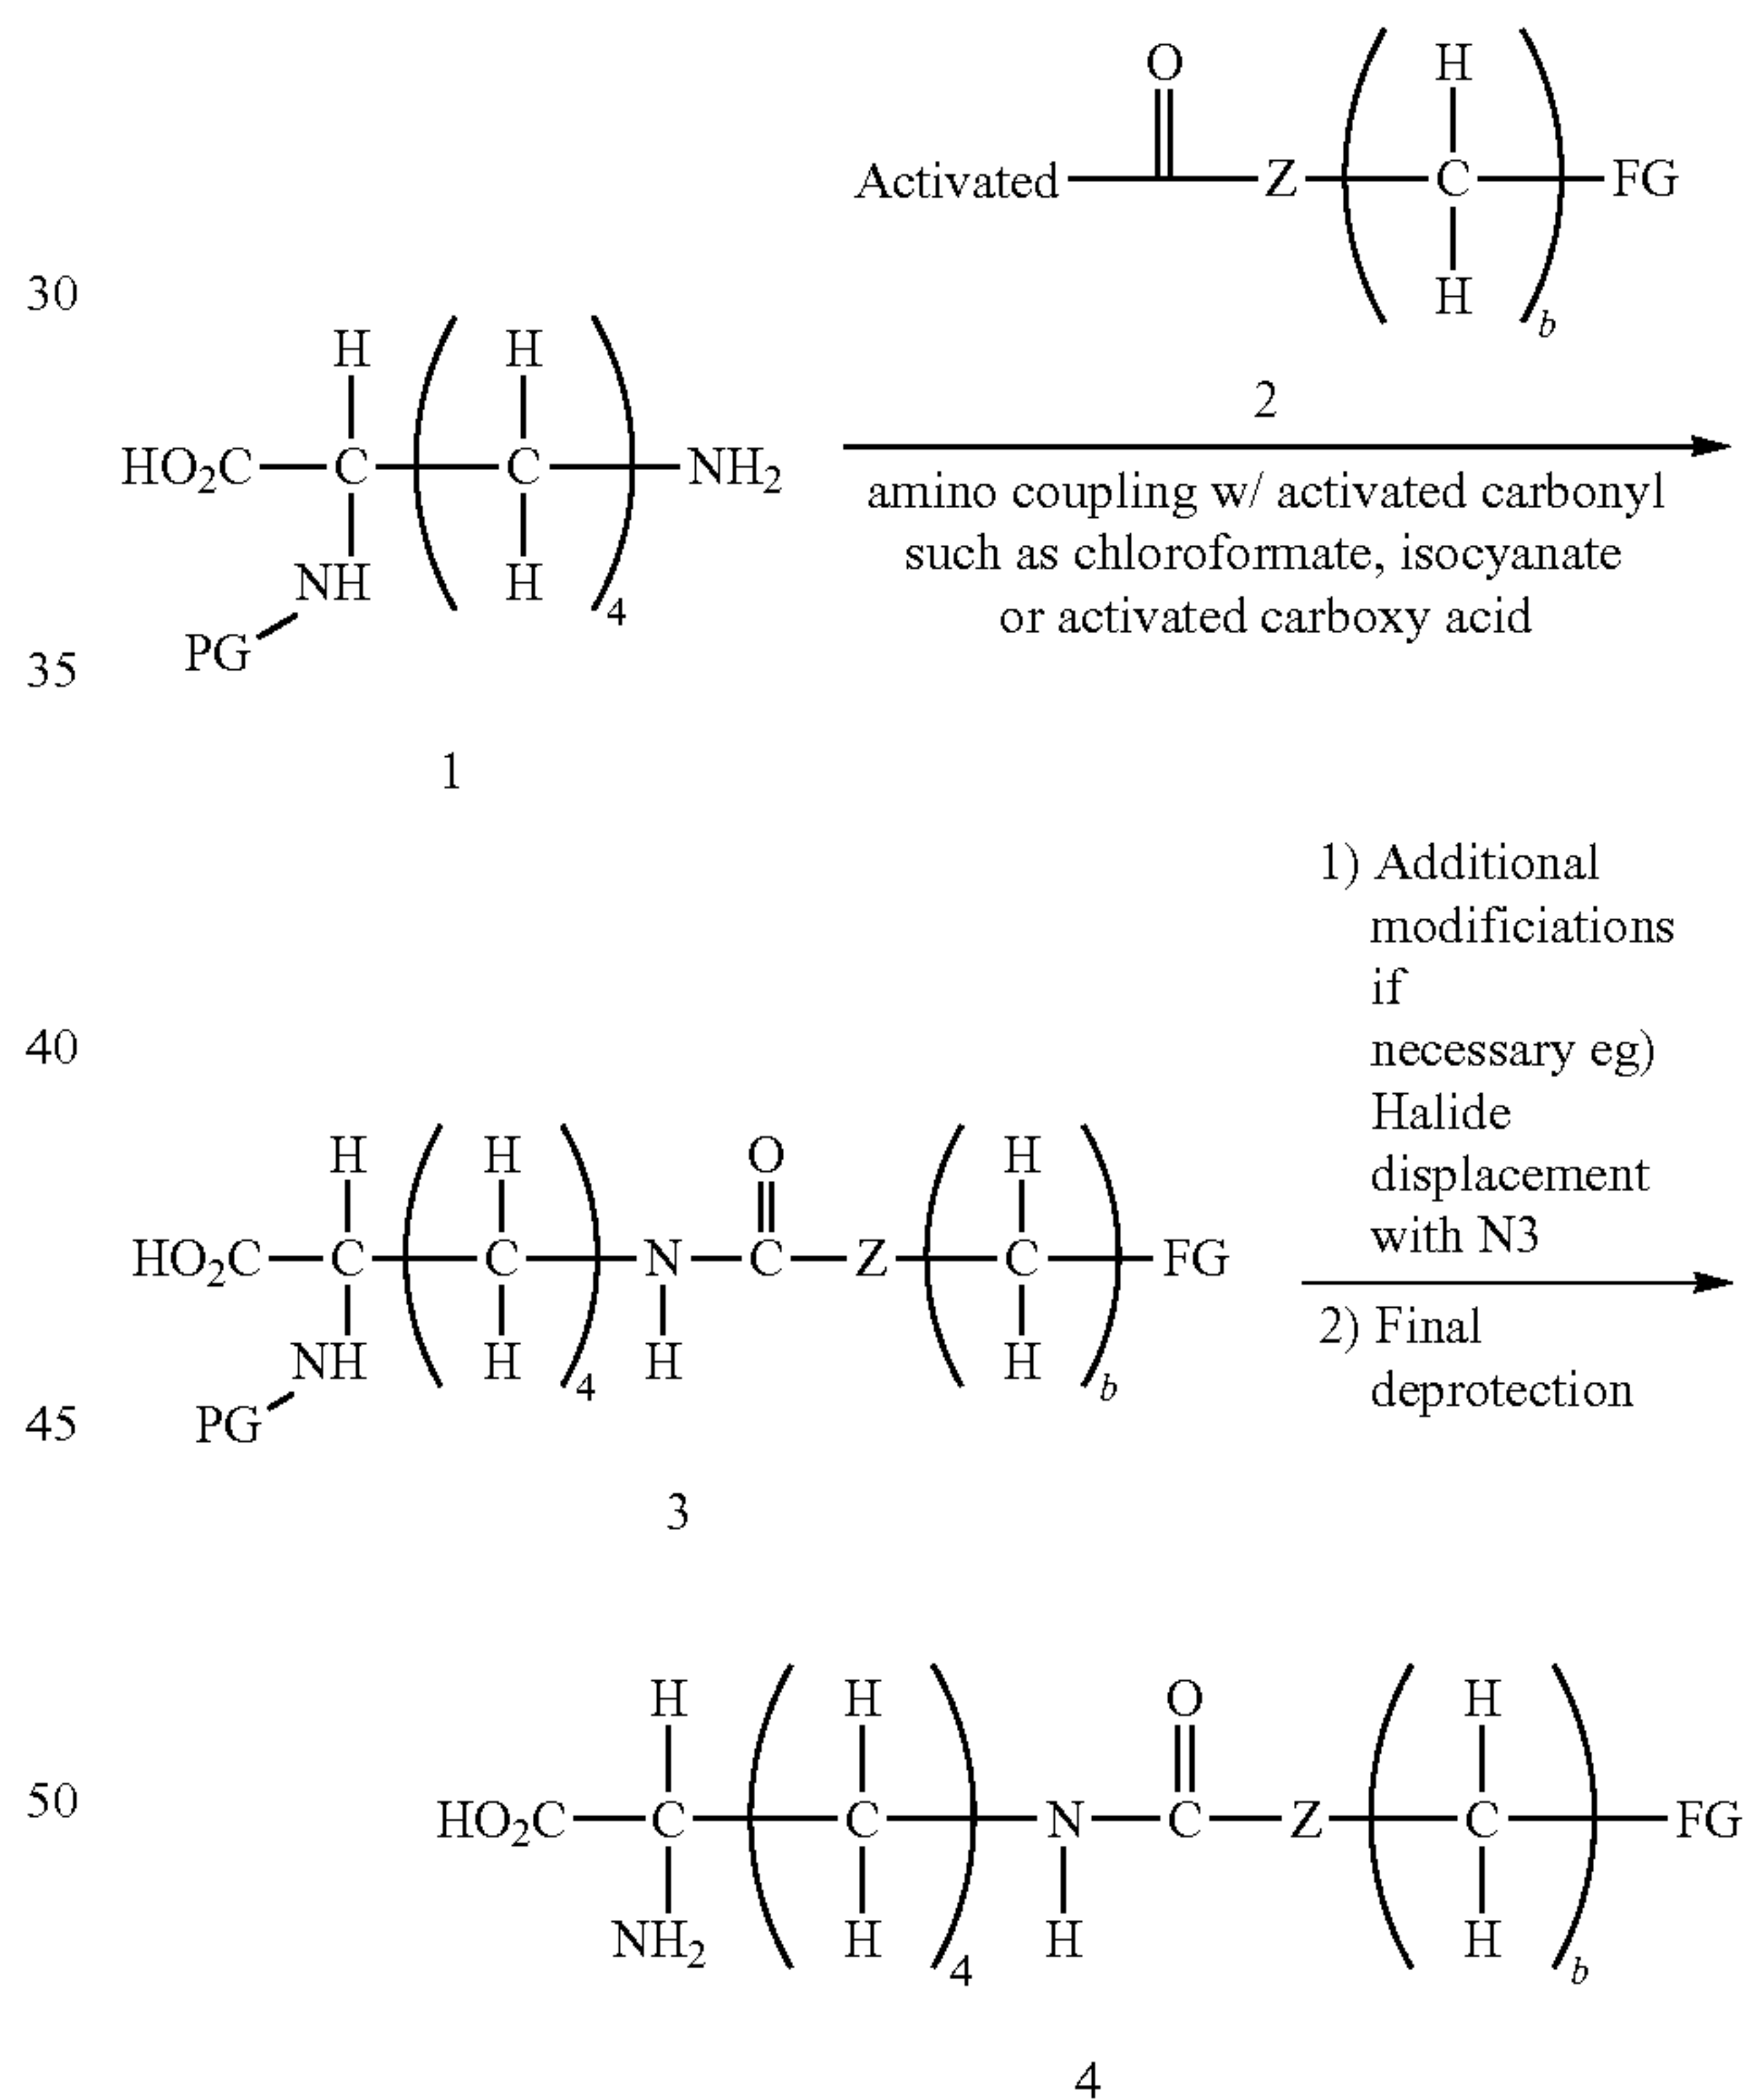 O H
Activated Z C FG
H b
30
H H 2
HO2C C C NH2
amino coupling w/ activated carbonyl
such as chloroformate, isocyanate
or activated carboxy acid
NH H 4
PG
35
1
1) Additional
modificiations
if
necessary eg)
Halide
displacement
with N3
2) Final
deprotection
40
H H O H
HO2C C C N C Z C FG
NH H 4 H H b
PG
45
3
H H O H
50
HO2C C C N C Z C FG
NH2 H 4 H H b
4